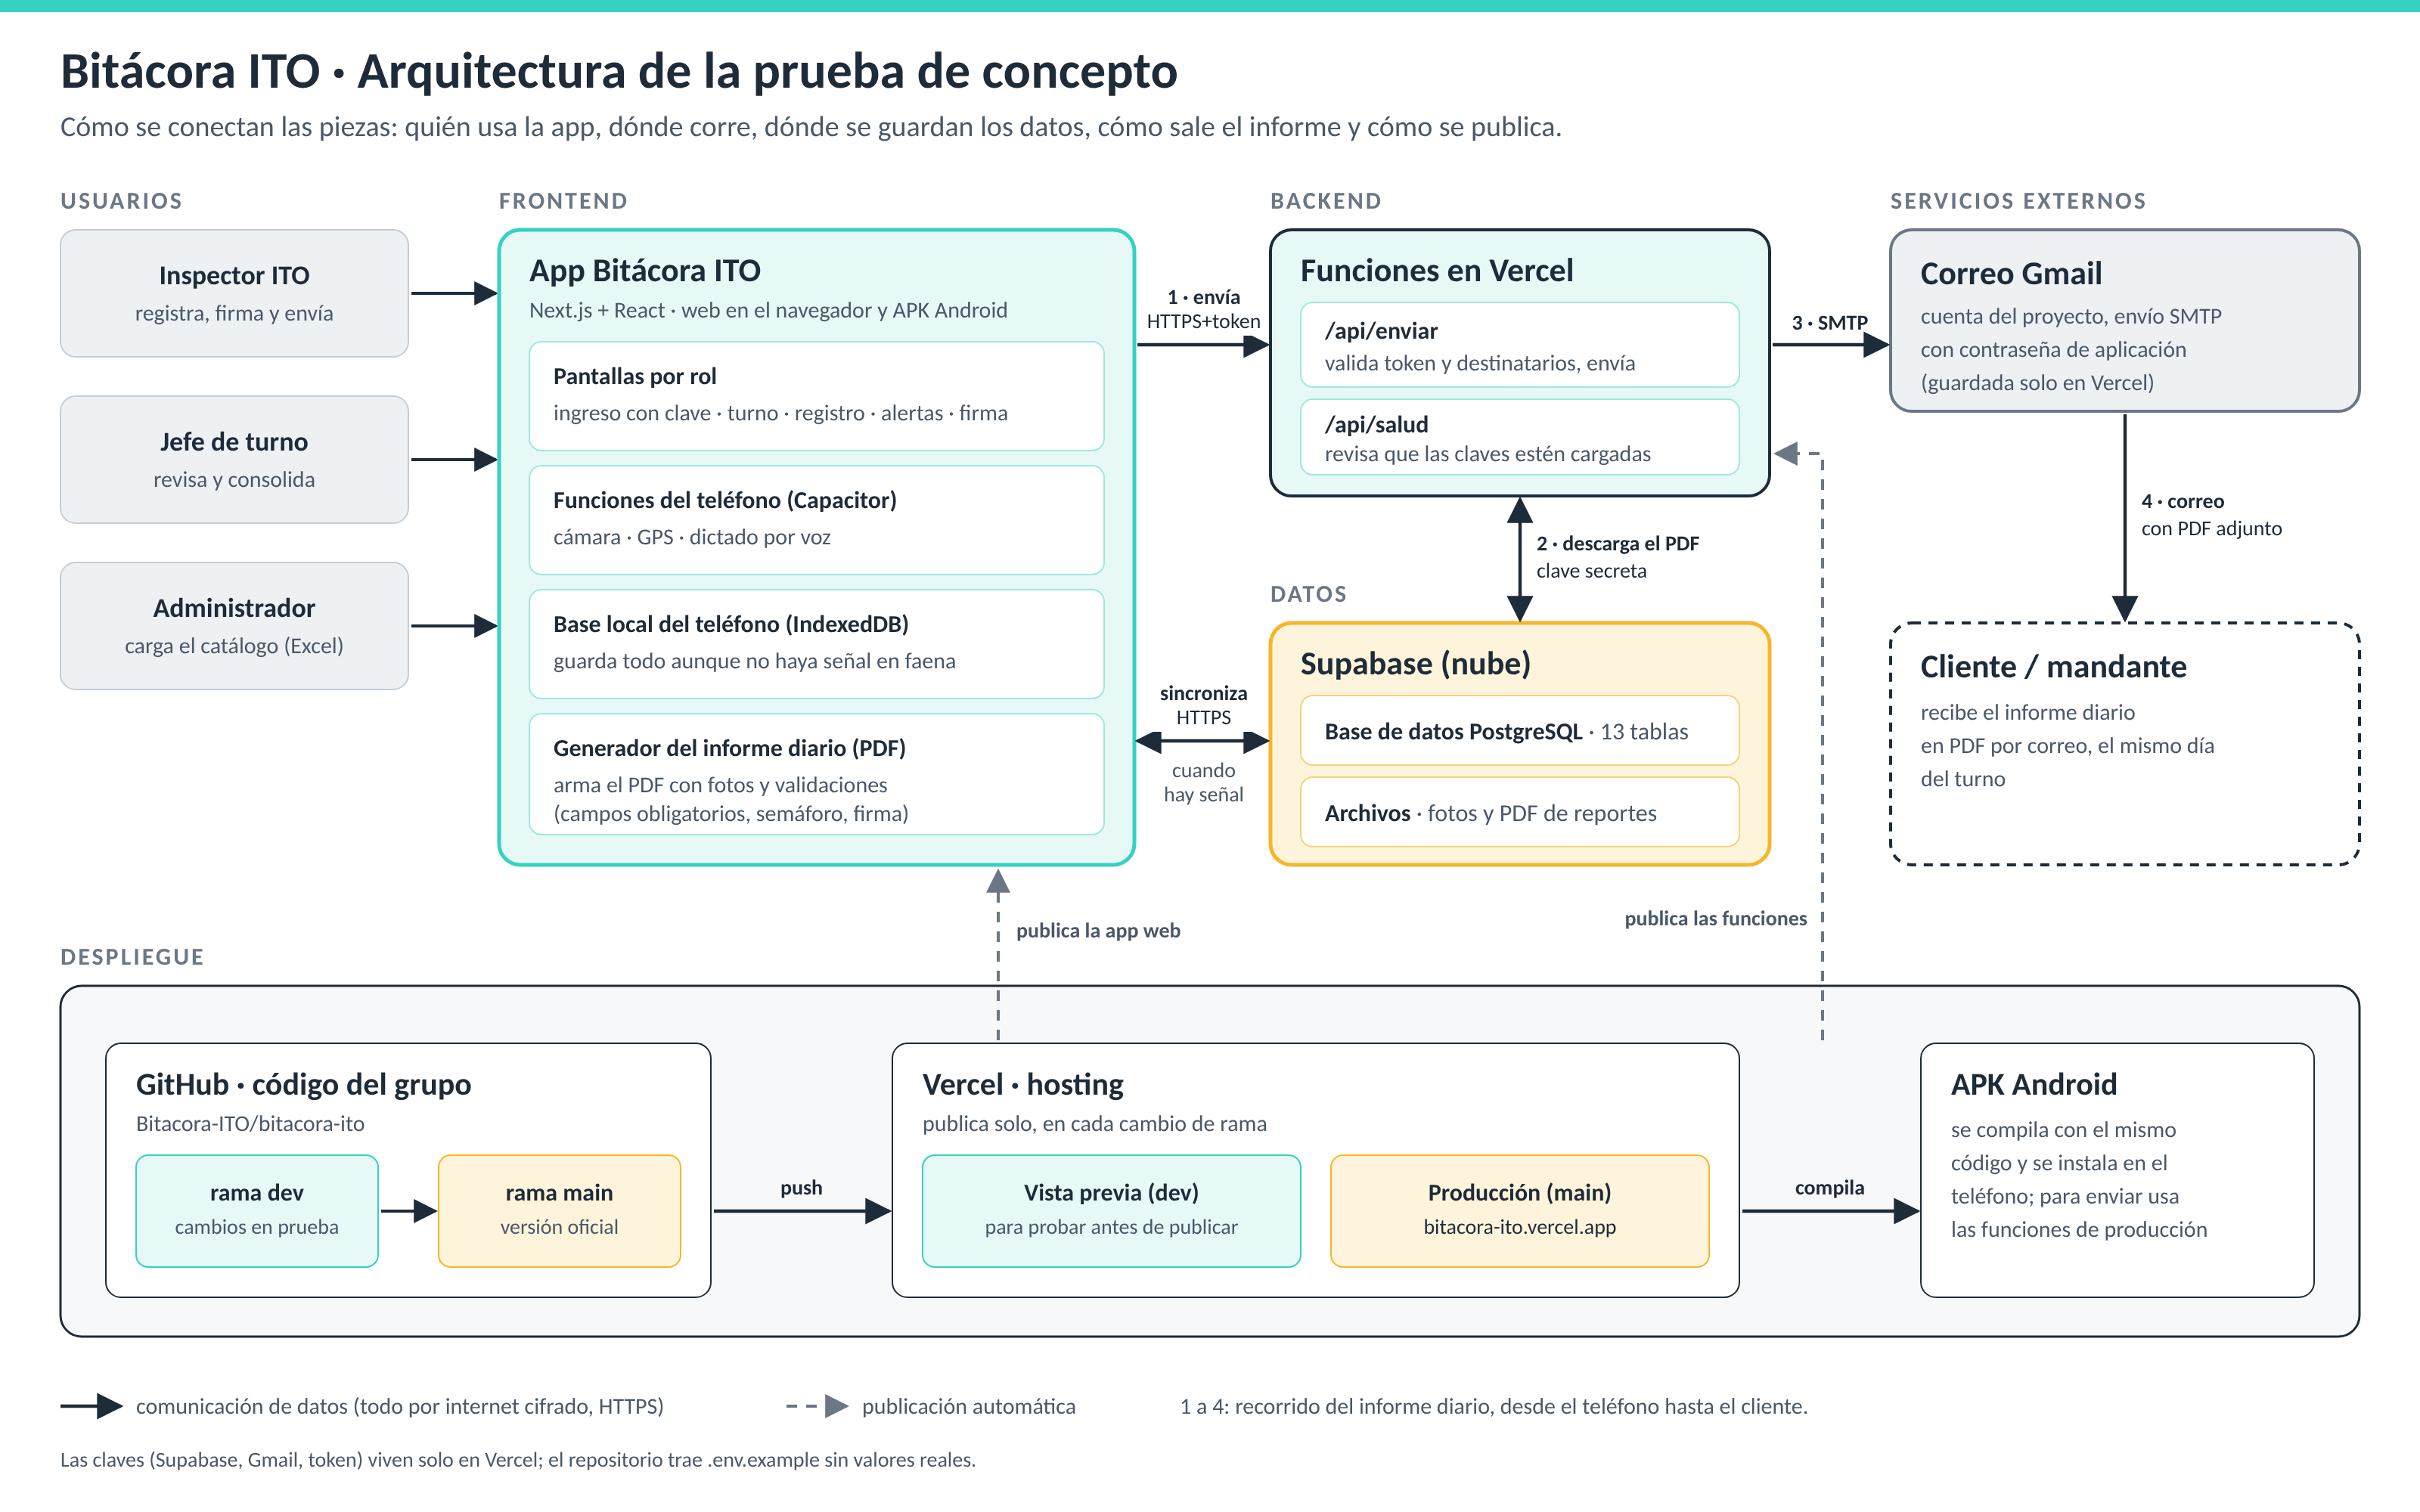 Bitácora ITO · Arquitectura de la prueba de concepto
Cómo se conectan las piezas: quién usa la app, dónde corre, dónde se guardan los datos, cómo sale el informe y cómo se publica.
USUARIOS
Inspector ITO
registra, firma y envía
Jefe de turno
revisa y consolida
Administrador
carga el catálogo (Excel)
FRONTEND
App Bitácora ITO
Next.js + React · web en el navegador y APK Android
Pantallas por rol
ingreso con clave · turno · registro · alertas · firma
Funciones del teléfono (Capacitor)
cámara · GPS · dictado por voz
Base local del teléfono (IndexedDB)
guarda todo aunque no haya señal en faena
Generador del informe diario (PDF)
arma el PDF con fotos y validaciones
(campos obligatorios, semáforo, firma)
1 · envía
HTTPS+token
sincroniza
HTTPS
cuando
hay señal
BACKEND
Funciones en Vercel
/api/enviar
valida token y destinatarios, envía
/api/salud
revisa que las claves estén cargadas
2 · descarga el PDF
clave secreta
DATOS
Supabase (nube)
Base de datos PostgreSQL · 13 tablas
Archivos · fotos y PDF de reportes
3 · SMTP
SERVICIOS EXTERNOS
Correo Gmail
cuenta del proyecto, envío SMTP
con contraseña de aplicación
(guardada solo en Vercel)
4 · correo
con PDF adjunto
Cliente / mandante
recibe el informe diario
en PDF por correo, el mismo día
del turno
publica la app web
publica las funciones
DESPLIEGUE
GitHub · código del grupo
Bitacora-ITO/bitacora-ito
rama dev
cambios en prueba
rama main
versión oficial
push
Vercel · hosting
publica solo, en cada cambio de rama
Vista previa (dev)
para probar antes de publicar
Producción (main)
bitacora-ito.vercel.app
compila
APK Android
se compila con el mismo
código y se instala en el
teléfono; para enviar usa
las funciones de producción
comunicación de datos (todo por internet cifrado, HTTPS)
publicación automática
1 a 4: recorrido del informe diario, desde el teléfono hasta el cliente.
Las claves (Supabase, Gmail, token) viven solo en Vercel; el repositorio trae .env.example sin valores reales.